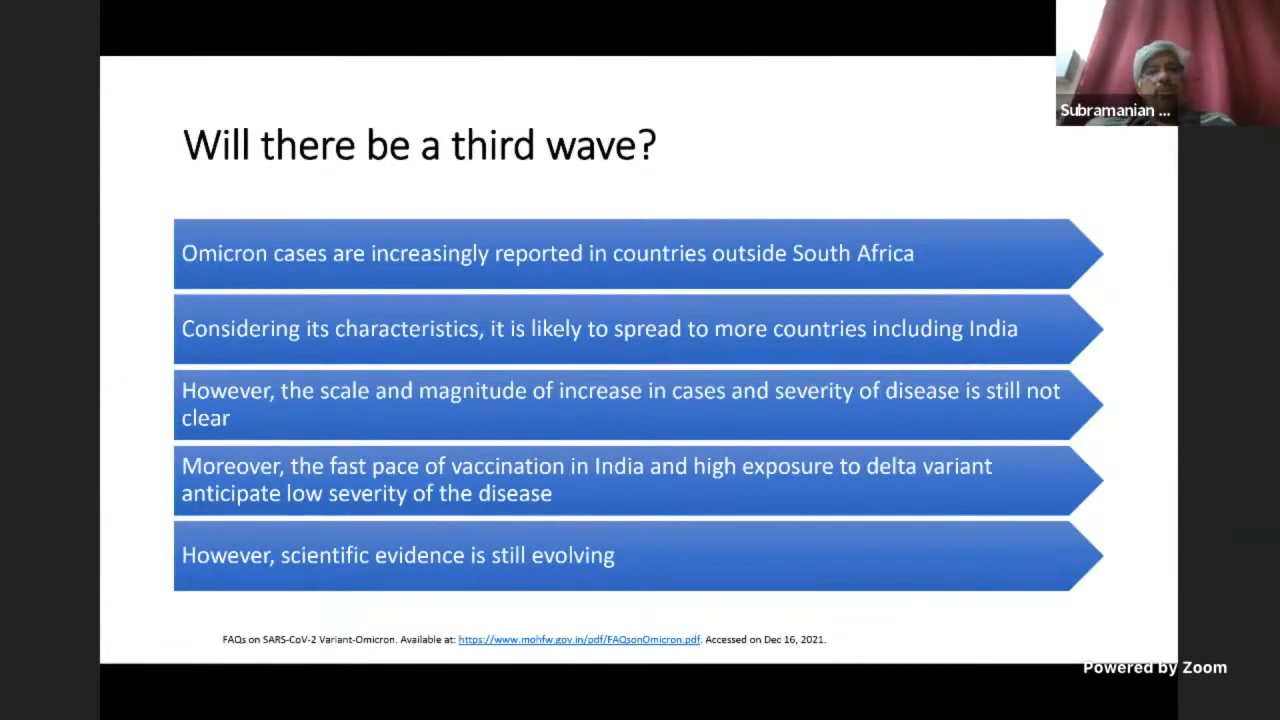 Subramanian ...
Will there be a third wave?
Omicron cases are increasingly reported in countries outside South Africa
Considering its characteristics, it is likely to spread to more countries including India
However, the scale and magnitude of increase in cases and severity of disease is still not
clear
Moreover, the fast pace of vaccination in India and high exposure to delta variant
anticipate low severity of the disease
However, scientific evidence is still evolving
FAQs on SARS-CoV-2 Variant-Omicron. Available at: https://www.mohfw.gov.in/pdf/FAQsonOmicron.pdf. Accessed on Dec 16, 2021.
Powered by Zoom